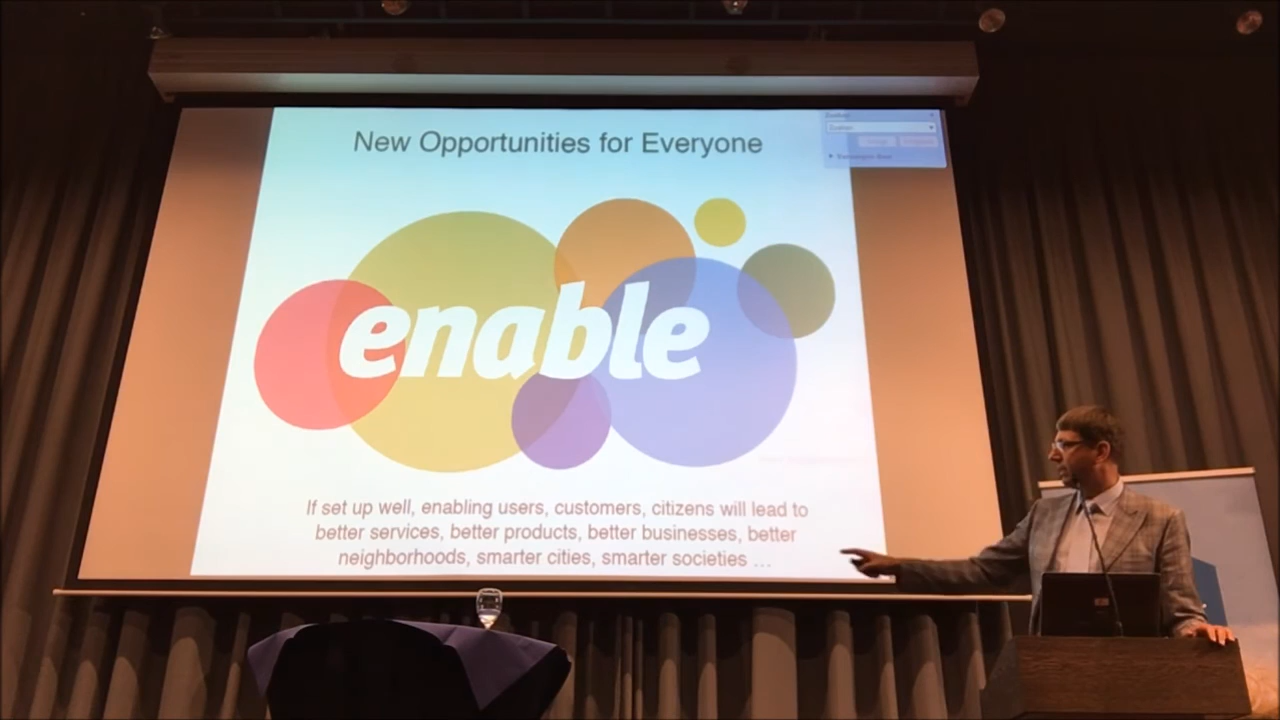 New Opportunities for Everyone
enable
If set up well, enabling users, customers, citizens will lead to
better services, better products, better businesses, better
neighborhoods, smarter cities, smarter societies ...